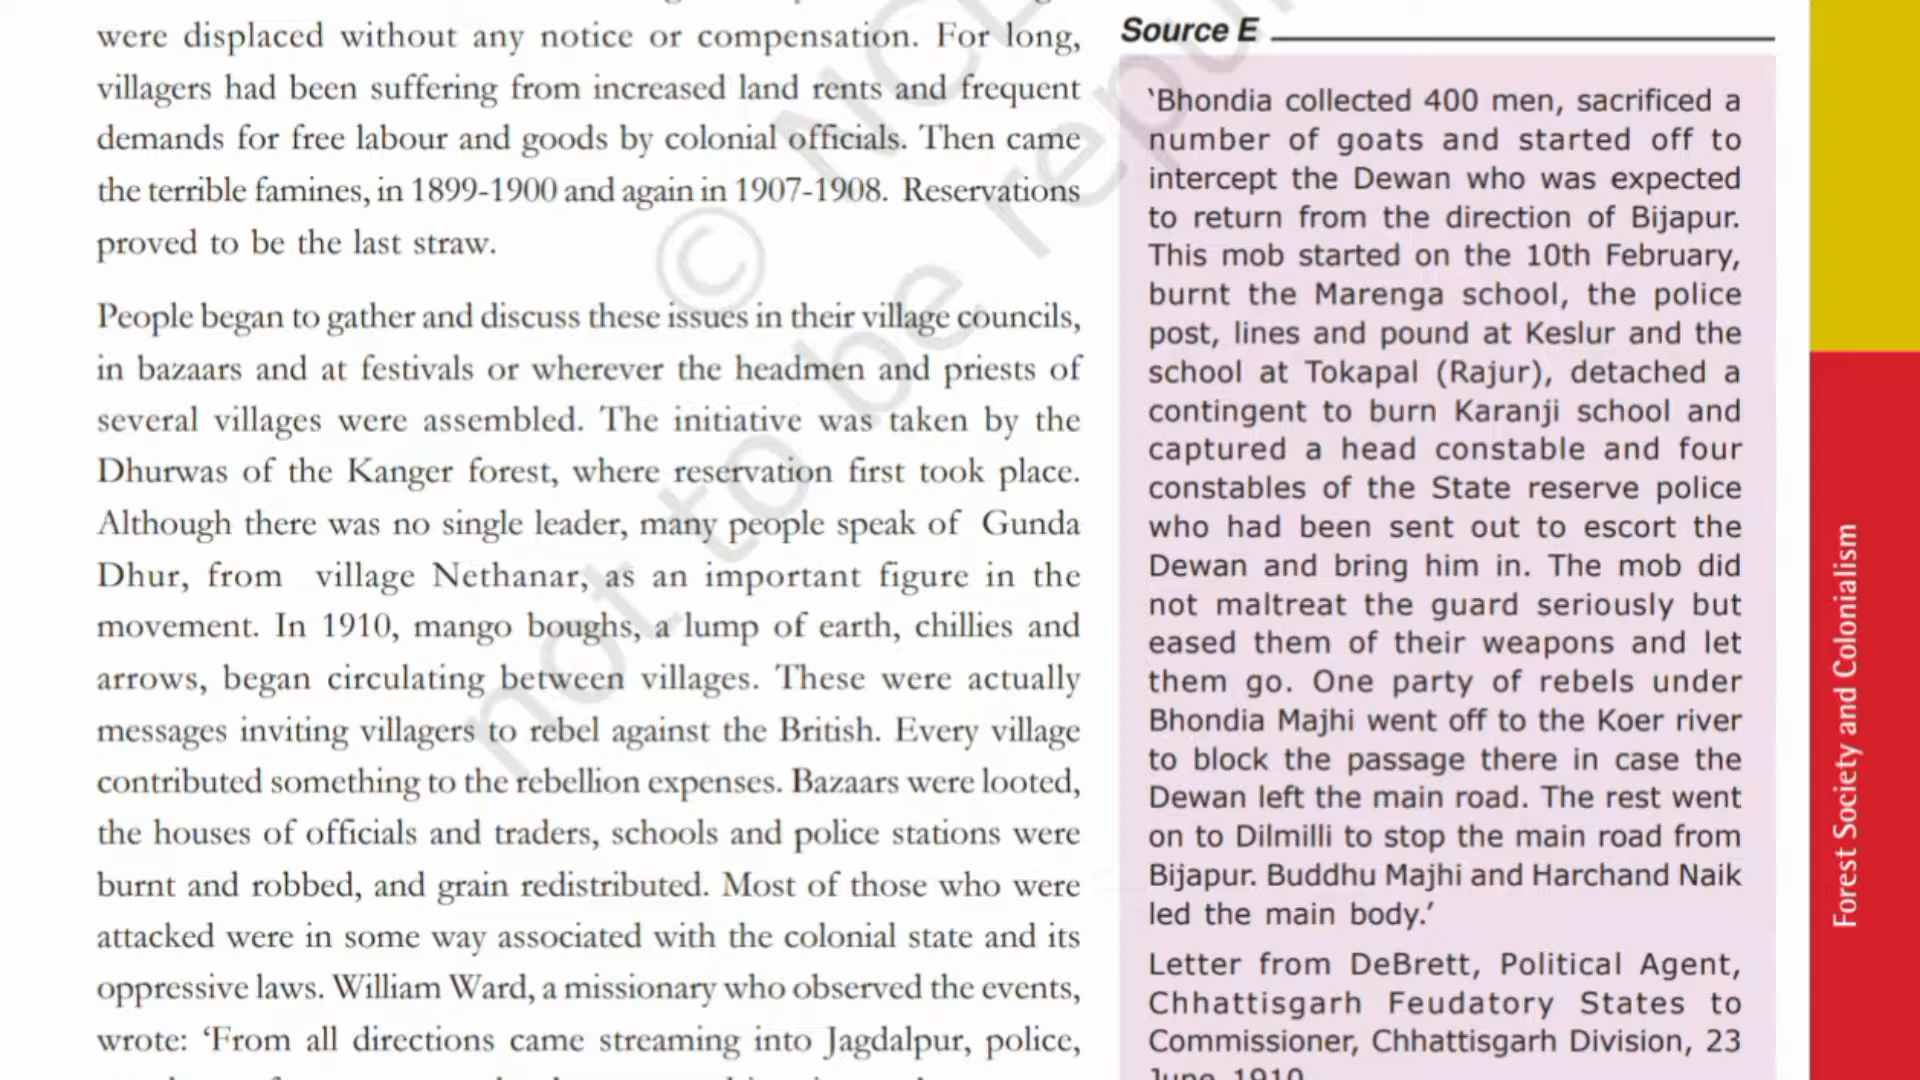 were displaced without any notice or compensation. For long,
villagers had been suffering from increased land rents and frequent
demands for free labour and goods by colonial officials. Then came
the terrible famines, in 1899-1900 and again in 1907-1908. Reservations
proved to be the last straw.
People began to gather and discuss these issues in their village councils,
in bazaars and at festivals or wherever the headmen and priests of
several villages were assembled. The initiative was taken by the
Dhurwas of the Kanger forest, where reservation first took place.
Although there was no single leader, many people speak of Gunda
Dhur, from village Nethanar, as an important figure in the
movement. In 1910, mango boughs, a lump of earth, chillies and
arrows, began circulating between villages. These were actually
messages inviting villagers to rebel against the British. Every village
contributed something to the rebellion expenses. Bazaars were looted,
the houses of officials and traders, schools and police stations were
burnt and robbed, and grain redistributed. Most of those who were
attacked were in some way associated with the colonial state and its
oppressive laws. William Ward, a missionary who observed the events,
wrote: ‘From all directions came streaming into Jagdalpur, police,
Source E
‘Bhondia collected 400 men, sacrificed a
number of goats and started off to
intercept the Dewan who was expected
to return from the direction of Bijapur.
This mob started on the 10th February,
burnt the Marenga school, the police
post, lines and pound at Keslur and the
school at Tokapal (Rajur), detached a
contingent to burn Karanji school and
captured a head constable and four
constables of the State reserve police
who had been sent out to escort the
Dewan and bring him in. The mob did
not maltreat the guard seriously but
eased them of their weapons and let
them go. One party of rebels under
Bhondia Majhi went off to the Koer river
to block the passage there in case the
Dewan left the main road. The rest went
on to Dilmilli to stop the main road from
Bijapur. Buddhu Majhi and Harchand Naik
led the main body.’
Letter from DeBrett, Political Agent,
Chhattisgarh Feudatory States to
Commissioner, Chhattisgarh Division, 23
June 1910.
Forest Society and Colonialism
©
not to be